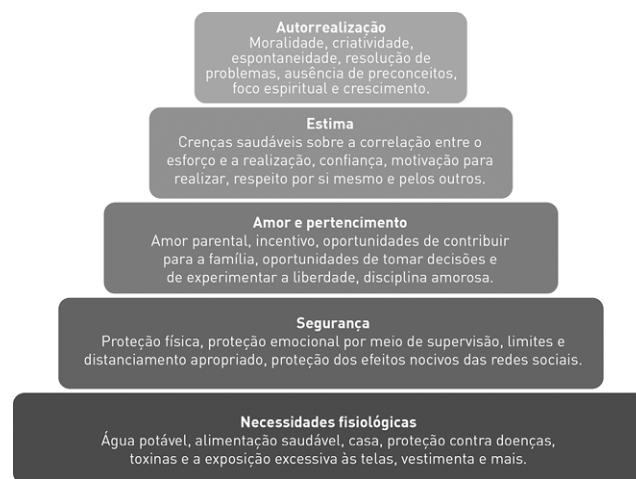 Autorrealização
Moralidade, criatividade,
espontaneidade, resolução de
problemas, ausência de preconceitos,
foco espiritual e crescimento.
Estima
Crenças saudáveis sobre a correlação entre o
esforço e a realização, confiança, motivação para
realizar, respeito por si mesmo e pelos outros.
Amor e pertencimento
Amor parental, incentivo, oportunidades de contribuir
para a família, oportunidades de tomar decisões e
de experimentar a liberdade, disciplina amorosa.
Segurança
Proteção física, proteção emocional por meio de supervisão, limites e
distanciamento apropriado, proteção dos efeitos nocivos das redes sociais.
Necessidades fisiológicas
Água potável, alimentação saudável, casa, proteção contra doenças,
toxinas e a exposição excessiva às telas, vestimenta e mais.